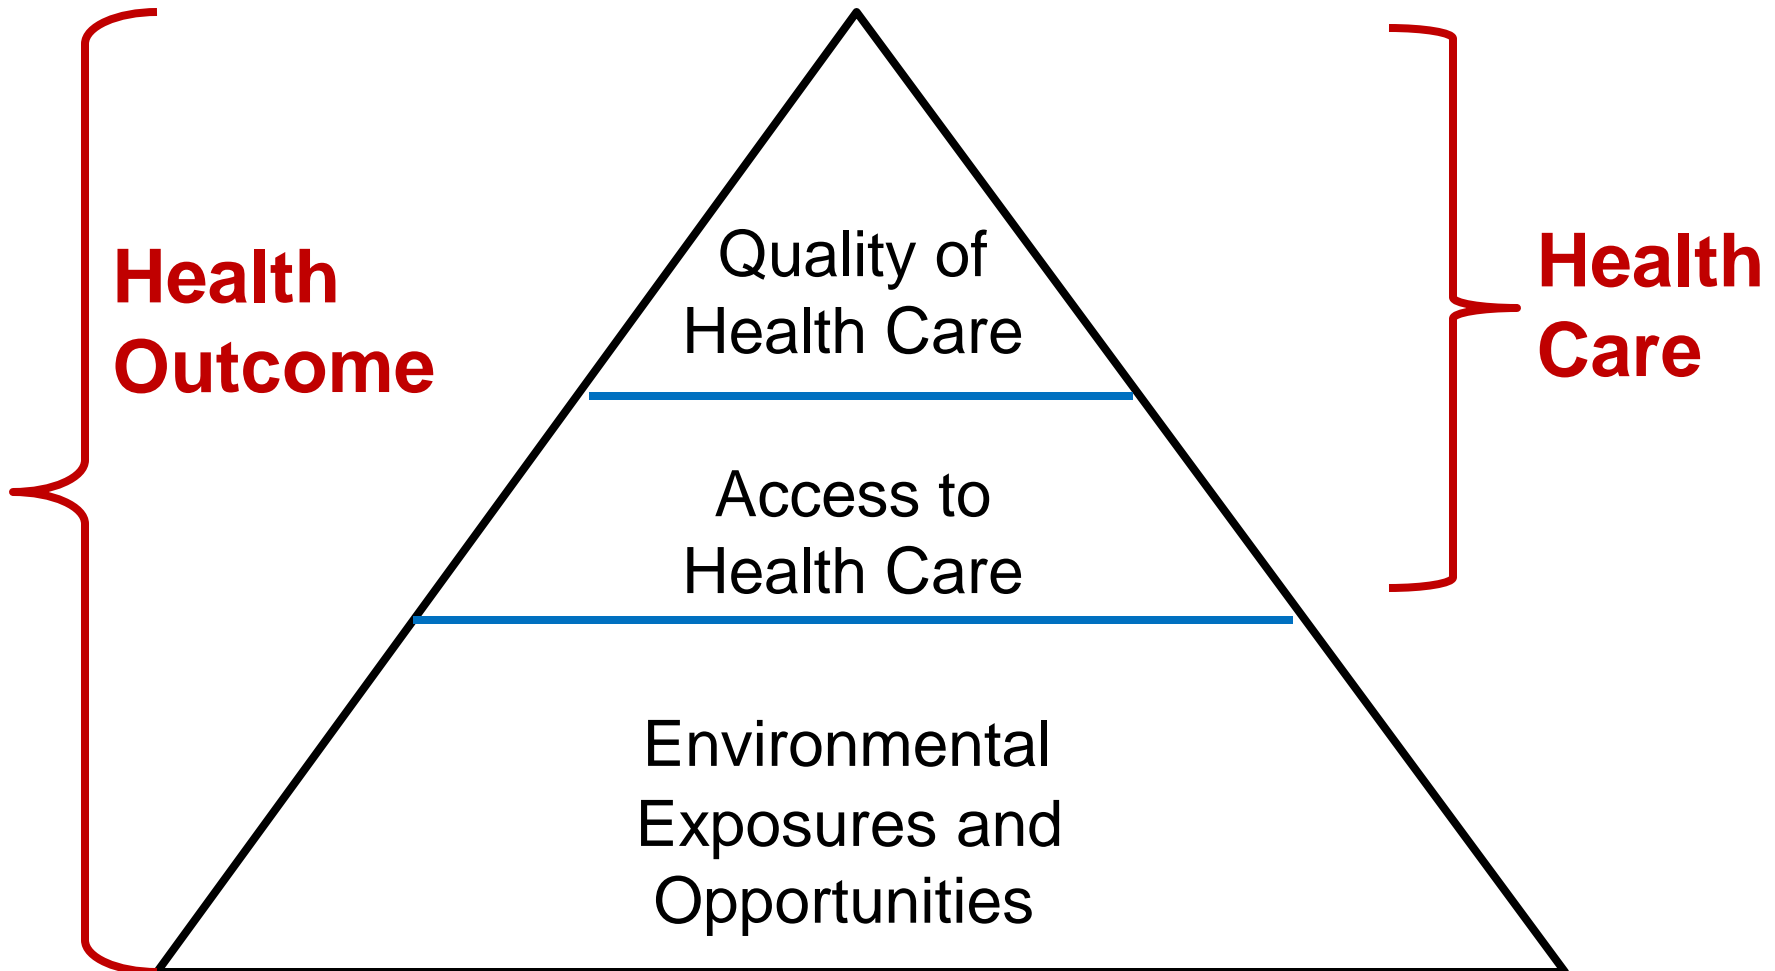 Health
Outcome
Quality of
Health Care
Access to
Health Care
Environmental
Exposures and
Opportunities
Health
Care